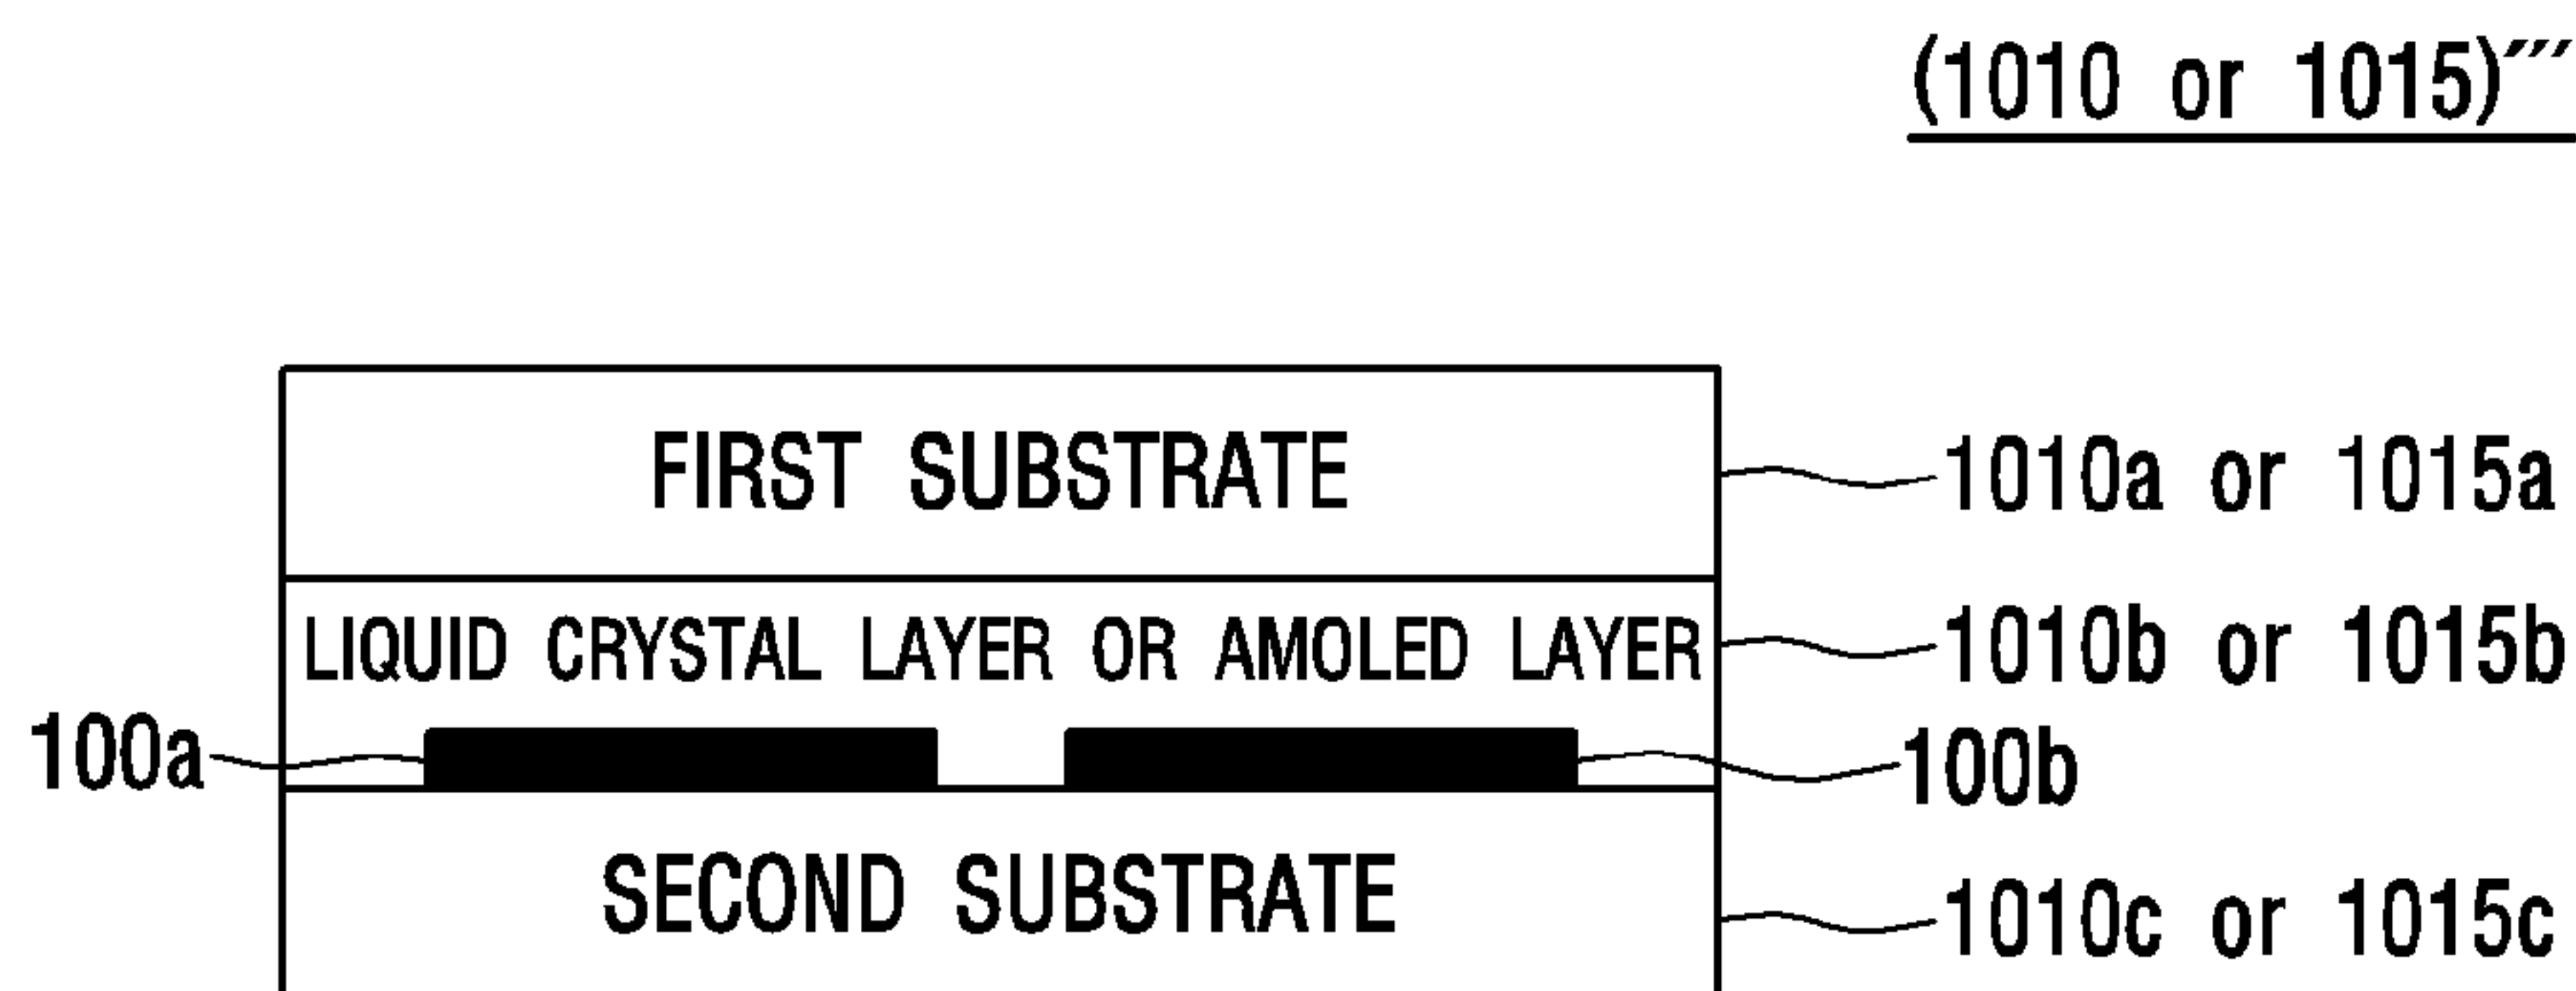 (1010 or 1015)‴
FIRST SUBSTRATE 1010a or 1015a
LIQUID CRYSTAL LAYER OR AMOLED LAYER 1010b or 1015b
100a 100b
SECOND SUBSTRATE 1010c or 1015c